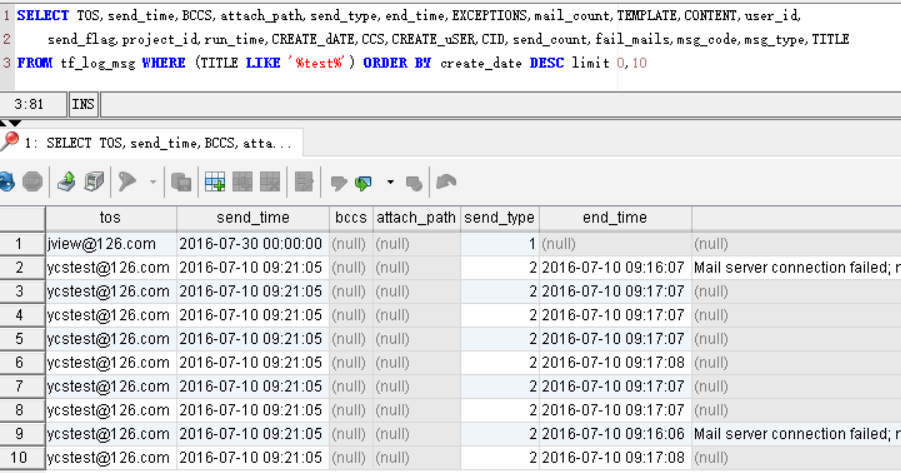 1 SELECT TOS, send_time, BCCS, attach_path, send_type, end_time, EXCEPTIONS, mail_count, TEMPLATE, CONTENT, user_id,
2 send_flag, project_id, run_time, CREATE_dATE, CCS, CREATE_uSER, CID, send_count, fail_mails, msg_code, msg_type, TITLE
3 FROM tf_log_msg WHERE (TITLE LIKE '%test%') ORDER BY create_date DESC limit 0,10
3:81 INS
1: SELECT TOS, send_time, BCCS, atta...
tos send_time bccs attach_path send_type end_time
1 jview@126.com 2016-07-30 00:00:00 (null) (null) 1 (null) (null)
2 ycstest@126.com 2016-07-10 09:21:05 (null) (null) 2 2016-07-10 09:16:07 Mail server connection failed;
3 ycstest@126.com 2016-07-10 09:21:05 (null) (null) 2 2016-07-10 09:17:07 (null)
4 ycstest@126.com 2016-07-10 09:21:05 (null) (null) 2 2016-07-10 09:17:07 (null)
5 ycstest@126.com 2016-07-10 09:21:05 (null) (null) 2 2016-07-10 09:17:07 (null)
6 ycstest@126.com 2016-07-10 09:21:05 (null) (null) 2 2016-07-10 09:17:08 (null)
7 ycstest@126.com 2016-07-10 09:21:05 (null) (null) 2 2016-07-10 09:17:07 (null)
8 ycstest@126.com 2016-07-10 09:21:05 (null) (null) 2 2016-07-10 09:17:07 (null)
9 ycstest@126.com 2016-07-10 09:21:05 (null) (null) 2 2016-07-10 09:16:06 Mail server connection failed;
10 ycstest@126.com 2016-07-10 09:21:05 (null) (null) 2 2016-07-10 09:17:08 (null)